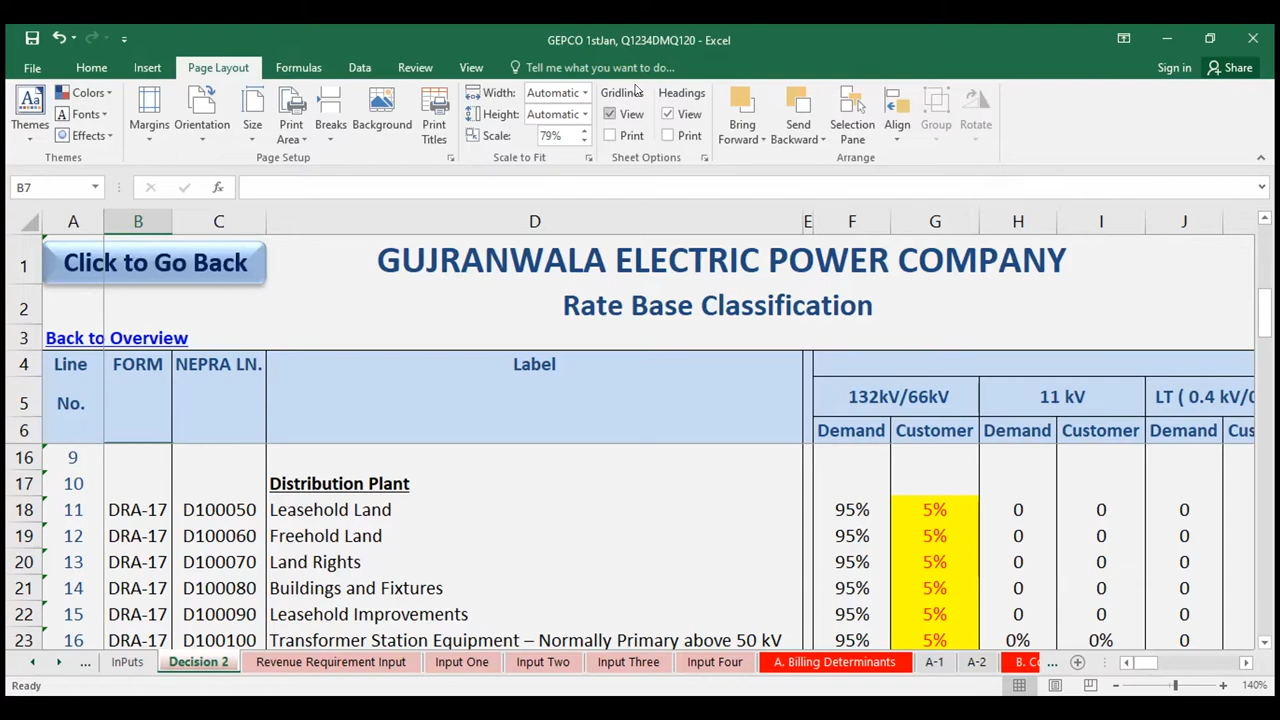 GEPCO 1stJan, Q1234DMQ120 - Excel
File Home Insert Page Layout Formulas Data Review View Tell me what you want to do... Sign in Share
Colors Width: Automatic Gridlines Headings
Themes Fonts Margins Orientation Size Print Area Breaks Background Print Titles Height: Automatic View View Bring Forward Send Backward Selection Pane Align Group Rotate
Effects Scale: 79% Print Print
Themes Page Setup Scale to Fit Sheet Options Arrange
B7 fx
A B C D E F G H I J
1 Click to Go Back GUJRANWALA ELECTRIC POWER COMPANY
2 Rate Base Classification
3 Back to Overview
4 Line FORM NEPRA LN. Label
5 No. 132kV/66kV 11 kV LT ( 0.4 kV/0
6 Demand Customer Demand Customer Demand Cus
16 9
17 10 Distribution Plant
18 11 DRA-17 D100050 Leasehold Land 95% 5% 0 0 0
19 12 DRA-17 D100060 Freehold Land 95% 5% 0 0 0
20 13 DRA-17 D100070 Land Rights 95% 5% 0 0 0
21 14 DRA-17 D100080 Buildings and Fixtures 95% 5% 0 0 0
22 15 DRA-17 D100090 Leasehold Improvements 95% 5% 0 0 0
23 16 DRA-17 D100100 Transformer Station Equipment – Normally Primary above 50 kV 95% 5% 0% 0% 0
... InPuts Decision 2 Revenue Requirement Input Input One Input Two Input Three Input Four A. Billing Determinants A-1 A-2 B. Co ...
Ready 140%